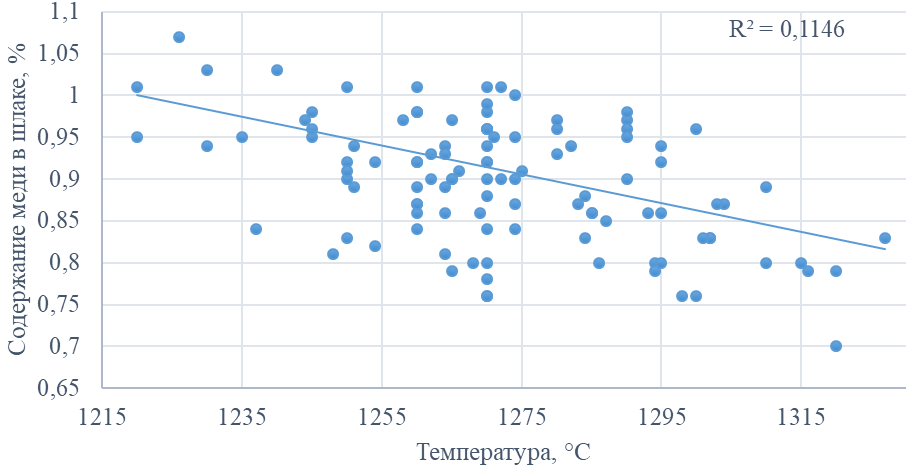 R² = 0,1146
Содержание меди в шлаке, %
1,1
1,05
1
0,95
0,9
0,85
0,8
0,75
0,7
0,65
1215 1235 1255 1275 1295 1315
Температура, °С